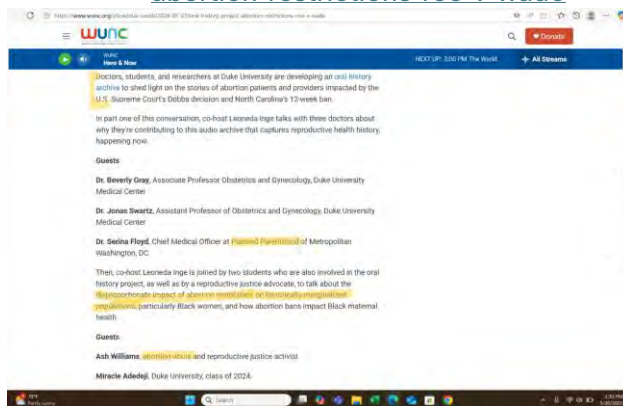 abortion restrictions roe v wade
WUNC
Donate
WUNC
Here & Now
NEXT UP: 3:00 PM The World
All Streams
Doctors, students, and researchers at Duke University are developing an oral history
archive to shed light on the stories of abortion patients and providers impacted by the
U.S. Supreme Court's Dobbs decision and North Carolina's 12-week ban.
In part one of this conversation, co-host Leoneda Inge talks with three doctors about
why they're contributing to this audio archive that captures reproductive health history,
happening now.
Guests
Dr. Beverly Gray, Associate Professor Obstetrics and Gynecology, Duke University
Medical Center
Dr. Jonas Swartz, Assistant Professor of Obstetrics and Gynecology, Duke University
Medical Center
Dr. Serina Floyd, Chief Medical Officer at Planned Parenthood of Metropolitan
Washington, DC
Then, co-host Leoneda Inge is joined by two students who are also involved in the oral
history project, as well as by a reproductive justice advocate, to talk about the
disproportionate impact of abortion restrictions on historically-marginalized
populations, particularly Black women, and how abortion bans impact Black maternal
health
Guests
Ash Williams, abortion doula and reproductive justice activist
Miracle Adedeji, Duke University, class of 2024
Search